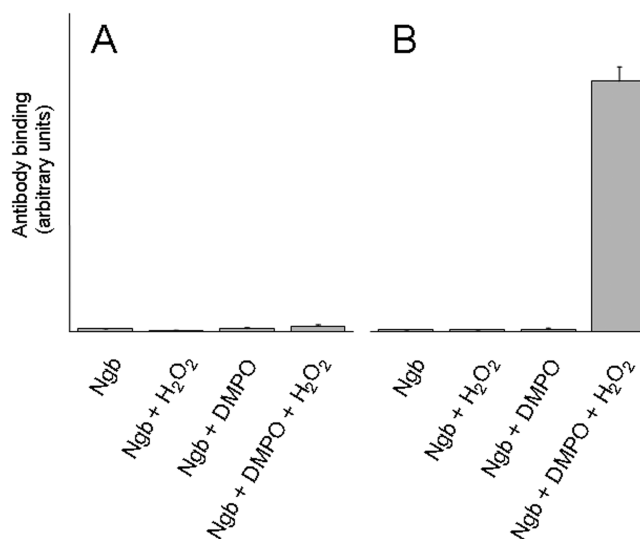 A
B
Antibody binding
(arbitrary units)
Ngb
Ngb + H₂O₂
Ngb + DMPO
Ngb + DMPO + H₂O₂
Ngb
Ngb + H₂O₂
Ngb + DMPO
Ngb + DMPO + H₂O₂